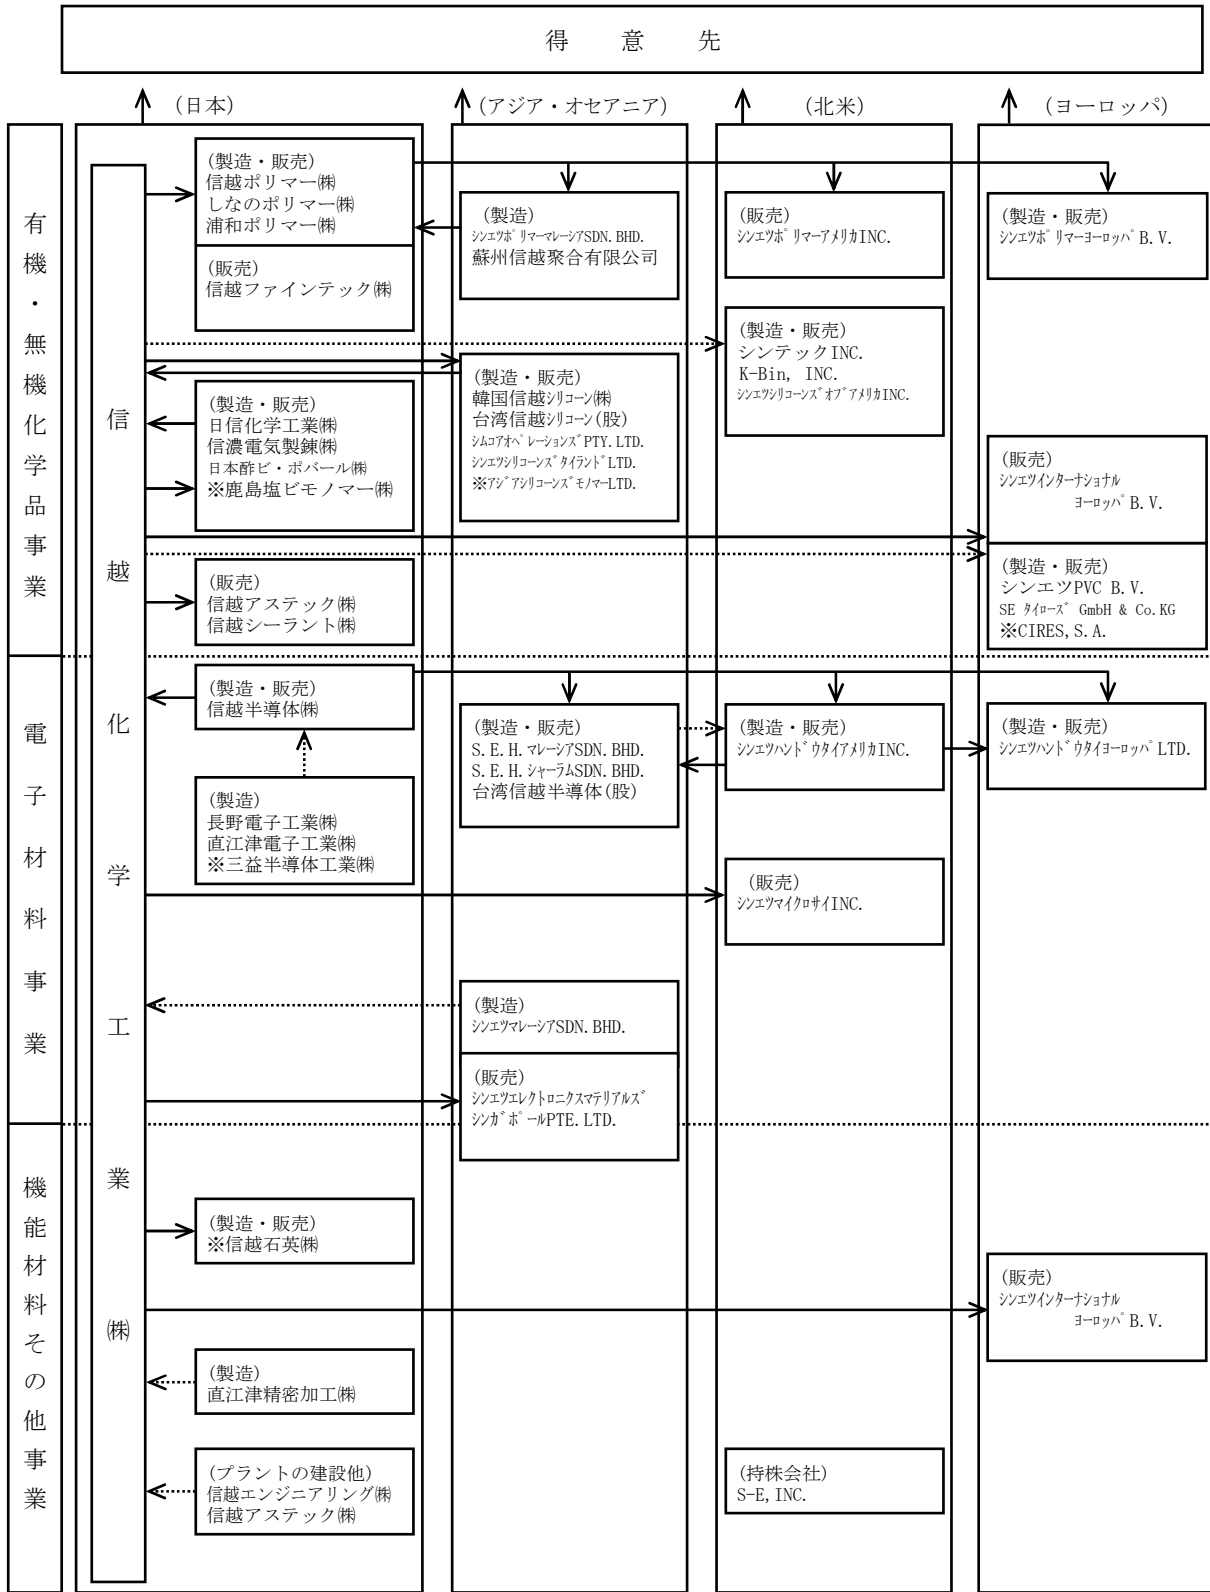 得　意　先
(日本)
(アジア・オセアニア)
(北米)
(ヨーロッパ)
有機・無機化学品事業
信越化学工業㈱
(製造・販売)
信越ポリマー㈱
しなのポリマー㈱
浦和ポリマー㈱
(販売)
信越ファインテック㈱
(製造)
ｼﾝｴﾂﾎﾟﾘﾏｰﾏﾚｰｼｱSDN.BHD.
蘇州信越聚合有限公司
(販売)
ｼﾝｴﾂﾎﾟﾘﾏｰｱﾒﾘｶINC.
(製造・販売)
ｼﾝｴﾂﾎﾟﾘﾏｰﾖｰﾛｯﾊﾟB.V.
(製造・販売)
シンテックINC.
K-Bin, INC.
ｼﾝｴﾂｼﾘｺｰﾝｽﾞｵﾌﾞｱﾒﾘｶINC.
(製造・販売)
韓国信越ｼﾘｺｰﾝ㈱
台湾信越ｼﾘｺｰﾝ(股)
ｼﾑｺｱｵﾍﾟﾚｰｼｮﾝｽﾞPTY.LTD.
ｼﾝｴﾂｼﾘｺｰﾝｽﾞﾀｲﾗﾝﾄﾞLTD.
※ｱｼﾞｱｼﾘｺｰﾝｽﾞﾓﾉﾏｰLTD.
(製造・販売)
日信化学工業㈱
信濃電気製錬㈱
日本酢ビ・ポバール㈱
※鹿島塩ビモノマー㈱
(販売)
ｼﾝｴﾂｲﾝﾀｰﾅｼｮﾅﾙ
ﾖｰﾛｯﾊﾟB.V.
(製造・販売)
シンエツPVC B.V.
SE ﾀｲﾛｰｽﾞ GmbH & Co.KG
※CIRES,S.A.
(販売)
信越アステック㈱
信越シーラント㈱
電子材料事業
(製造・販売)
信越半導体㈱
(製造)
長野電子工業㈱
直江津電子工業㈱
※三益半導体工業㈱
(製造・販売)
S.E.H.ﾏﾚｰｼｱSDN.BHD.
S.E.H.ｼｬｰﾗﾑSDN.BHD.
台湾信越半導体(股)
(製造・販売)
ｼﾝｴﾂﾊﾝﾄﾞｳﾀｲｱﾒﾘｶINC.
(製造・販売)
ｼﾝｴﾂﾊﾝﾄﾞｳﾀｲﾖｰﾛｯﾊﾟLTD.
(販売)
ｼﾝｴﾂﾏｲｸﾛｻｲINC.
(製造)
ｼﾝｴﾂﾏﾚｰｼｱSDN.BHD.
(販売)
ｼﾝｴﾂｴﾚｸﾄﾛﾆｸｽﾏﾃﾘｱﾙｽﾞ
ｼﾝｶﾞﾎﾟｰﾙPTE.LTD.
機能材料その他事業
(製造・販売)
※信越石英㈱
(販売)
ｼﾝｴﾂｲﾝﾀｰﾅｼｮﾅﾙ
ﾖｰﾛｯﾊﾟB.V.
(製造)
直江津精密加工㈱
(プラントの建設他)
信越エンジニアリング㈱
信越アステック㈱
(持株会社)
S-E,INC.